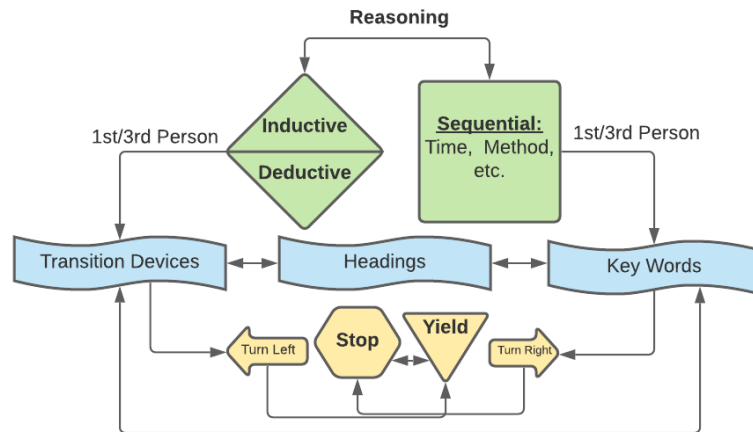 Reasoning
Inductive
Deductive
Sequential:
Time, Method,
etc.
1st/3rd Person
1st/3rd Person
Transition Devices
Headings
Key Words
Turn Left
Stop
Yield
Turn Right